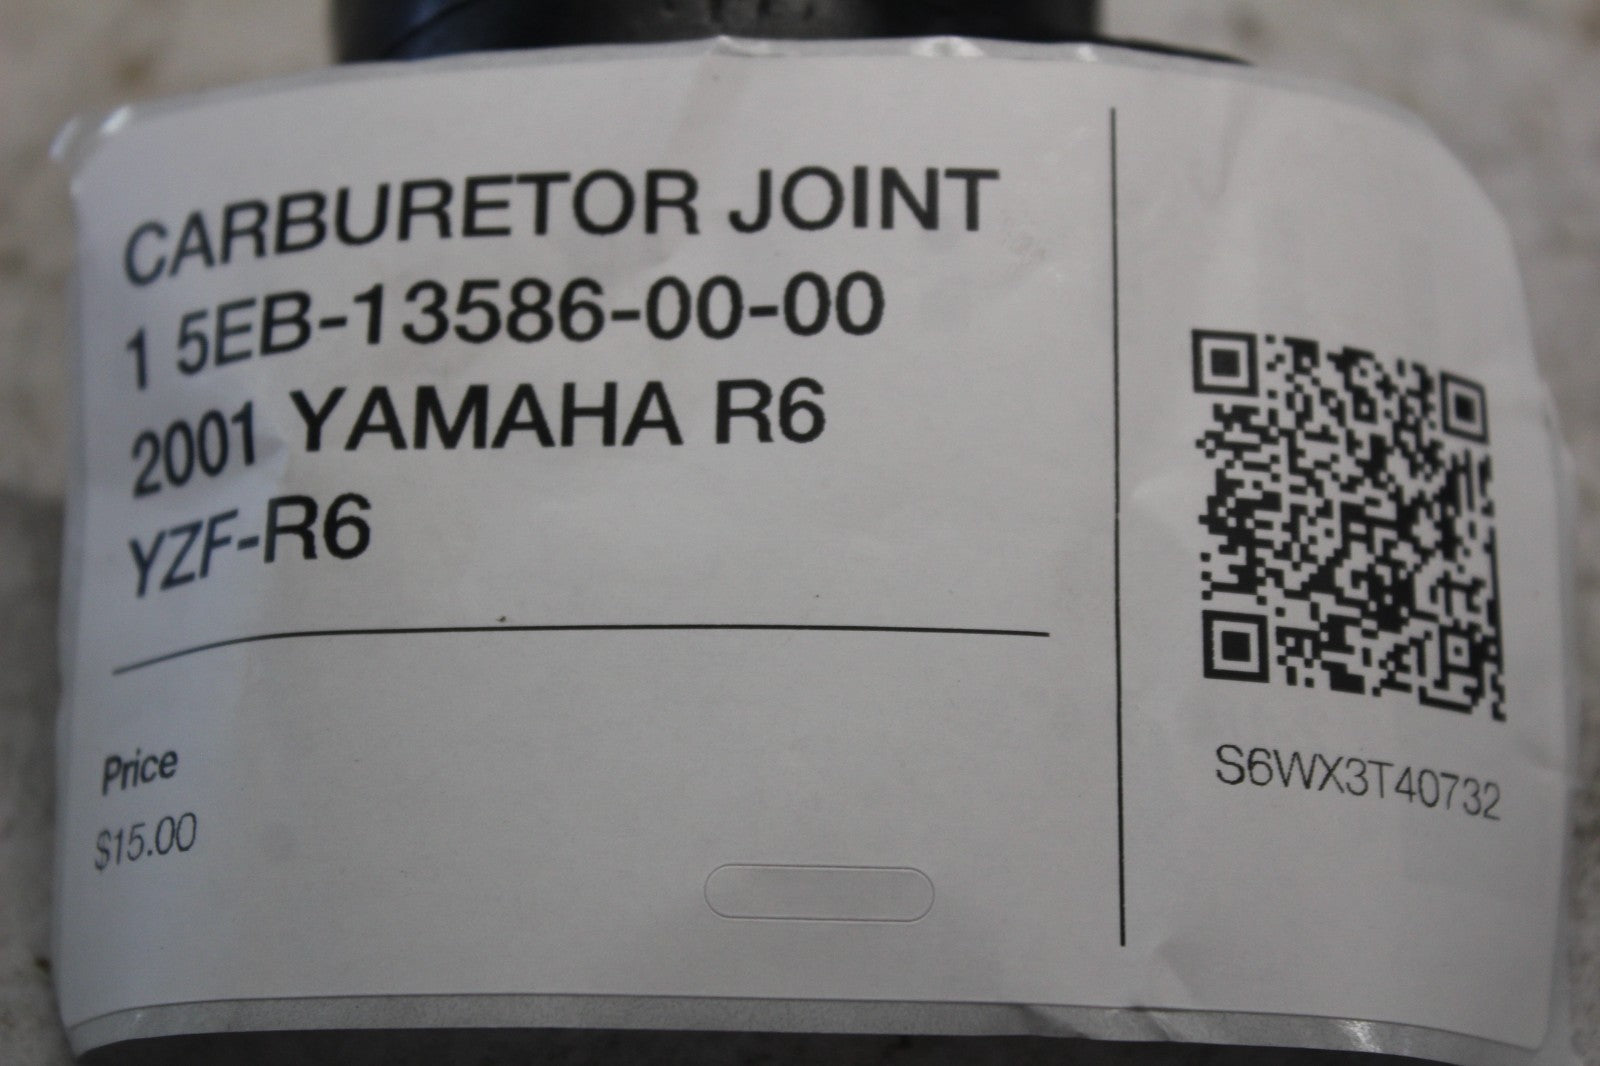 CARBURETOR JOINT
1 5EB-13586-00-00
2001 YAMAHA R6
YZF-R6
Price
$15.00
S6WX3T40732